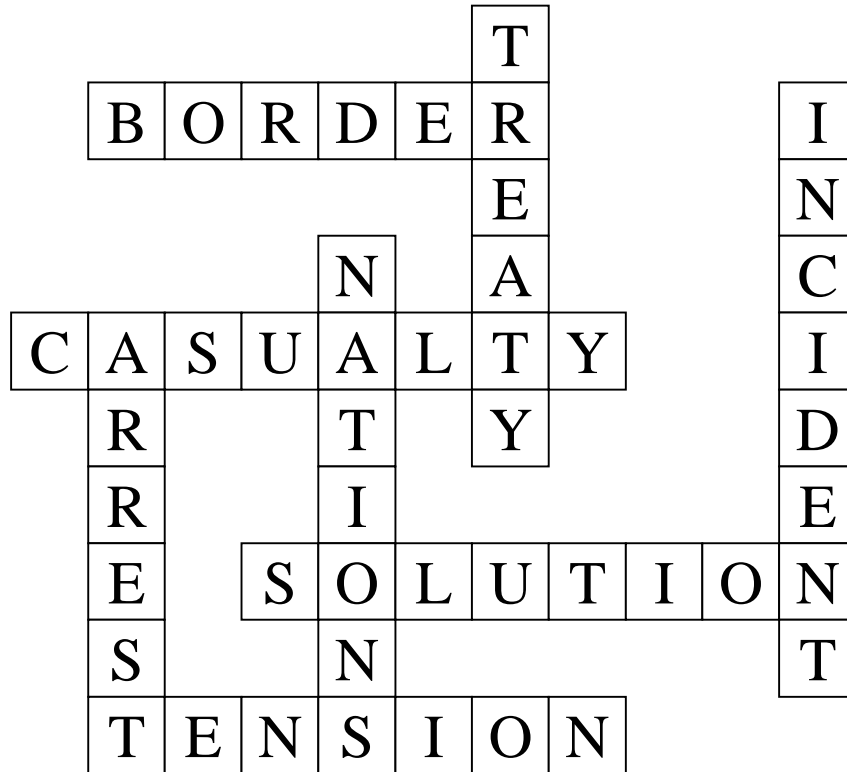 T
BORDER I
E N
N A C
CASUALTY I
R T Y D
R I E
E SOLUTION
S N T
TENSION